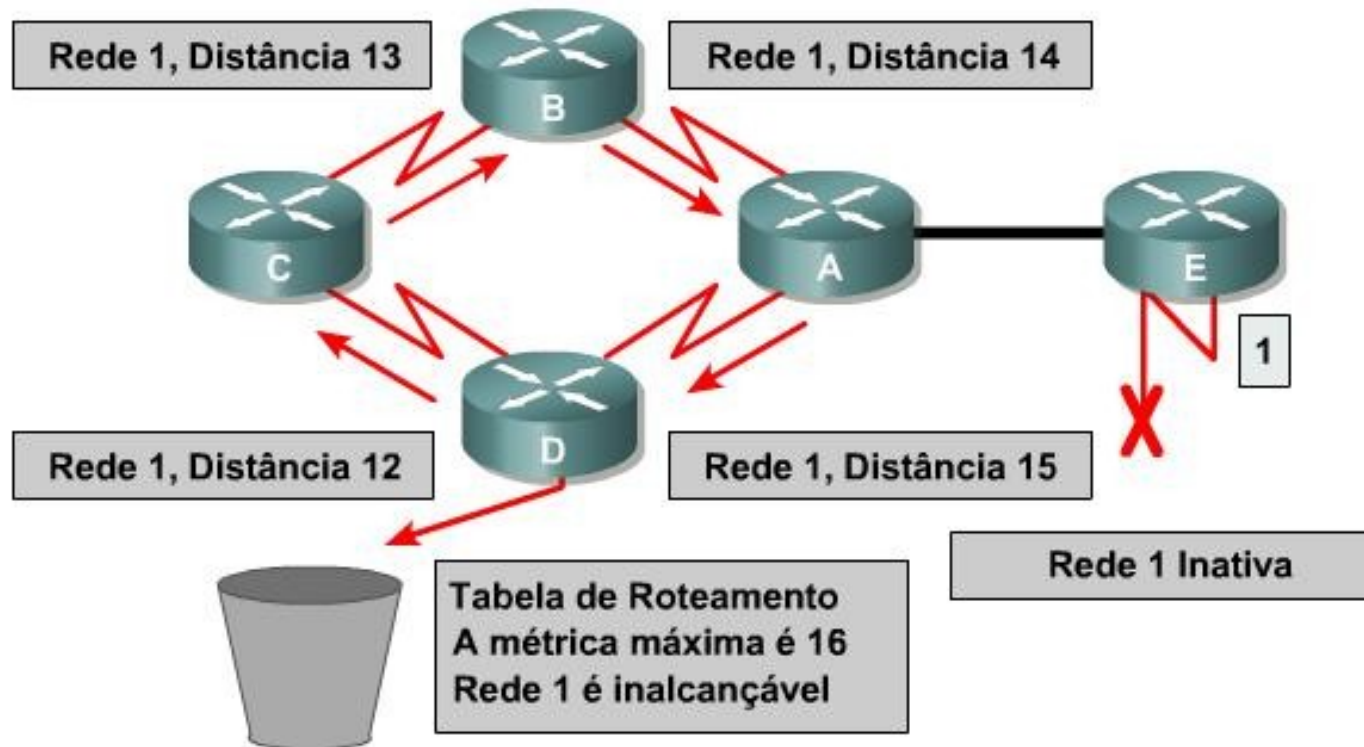 Rede 1, Distância 13
B
Rede 1, Distância 14
C
A
E
1
Rede 1, Distância 12
D
Rede 1, Distância 15
Tabela de Roteamento
A métrica máxima é 16
Rede 1 é inalcançável
Rede 1 Inativa